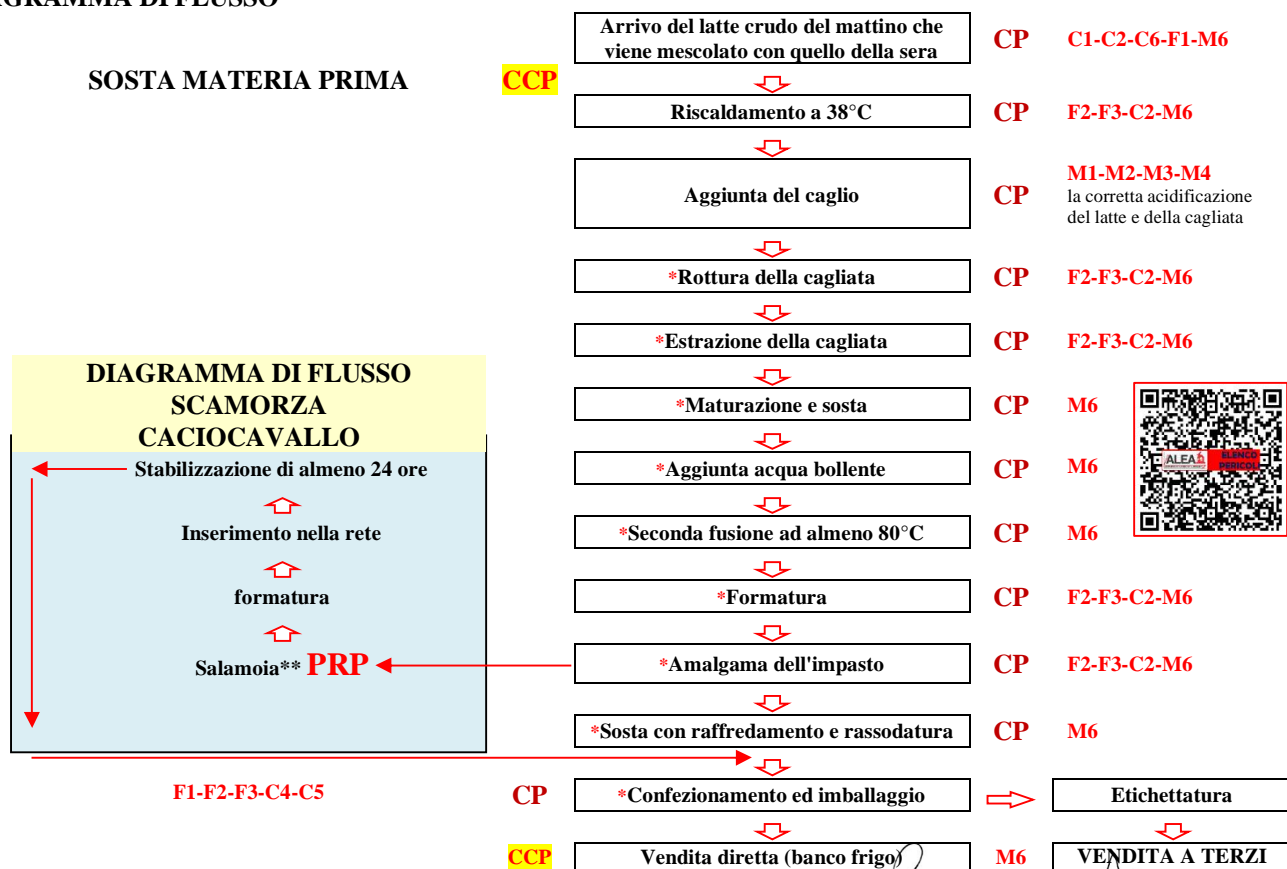 DIAGRAMMA DI FLUSSO
Arrivo del latte crudo del mattino che
viene mescolato con quello della sera
CP
C1-C2-C6-F1-M6
SOSTA MATERIA PRIMA
CCP
Riscaldamento a 38°C
CP
F2-F3-C2-M6
Aggiunta del caglio
CP
M1-M2-M3-M4
la corretta acidificazione
del latte e della cagliata
*Rottura della cagliata
CP
F2-F3-C2-M6
*Estrazione della cagliata
CP
F2-F3-C2-M6
DIAGRAMMA DI FLUSSO
SCAMORZA
CACIOCAVALLO
*Maturazione e sosta
CP
M6
Stabilizzazione di almeno 24 ore
*Aggiunta acqua bollente
CP
M6
ALEA
ELENCO
PERICOLI
Inserimento nella rete
*Seconda fusione ad almeno 80°C
CP
M6
formatura
*Formatura
CP
F2-F3-C2-M6
Salamoia** PRP
*Amalgama dell'impasto
CP
F2-F3-C2-M6
*Sosta con raffredamento e rassodatura
CP
M6
F1-F2-F3-C4-C5
CP
*Confezionamento ed imballaggio
Etichettatura
CCP
Vendita diretta (banco frigo)
M6
VENDITA A TERZI